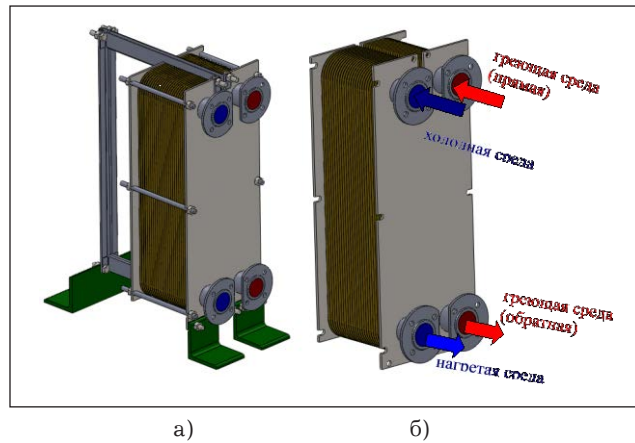 греющая среда
(прямая)
холодная среда
греющая среда
(обратная)
нагретая среда
а)
б)